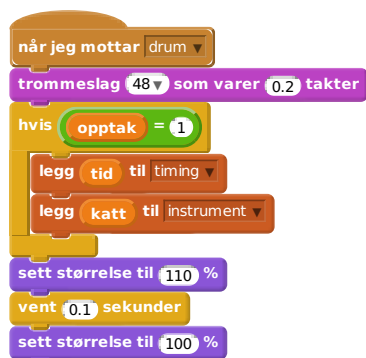 når jeg mottar drum
trommeslag 48 som varer 0.2 takter
hvis opptak = 1
legg tid til timing
legg katt til instrument
sett størrelse til 110 %
vent 0.1 sekunder
sett størrelse til 100 %